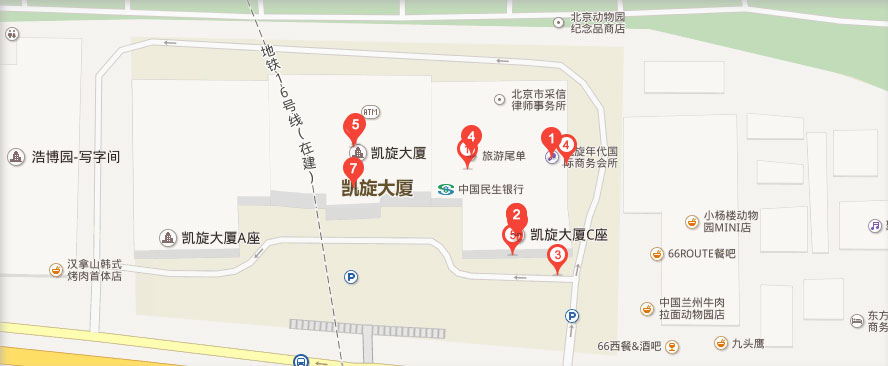 北京动物园
纪念品商店
地铁16号线(在建)
ATM
北京市采信
律师事务所
5
4
1
1
4
浩博园-写字间
凯旋大厦
旅游尾单
旋年代国
际商务会所
7
凯旋大厦
中国民生银行
2
5
凯旋大厦C座
凯旋大厦A座
3
小杨楼动物
园MINI店
66ROUTE餐吧
汉拿山韩式
烤肉首体店
P
中国兰州牛肉
拉面动物园店
P
东方
商务
66西餐&酒吧
九头鹰